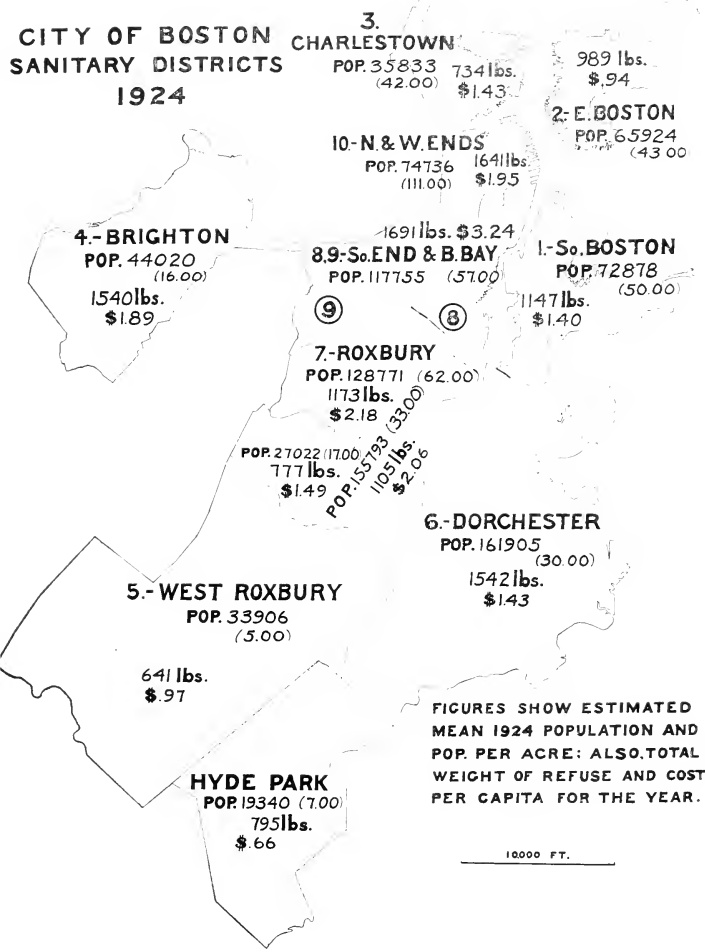 CITY OF BOSTON
SANITARY DISTRICTS
1924
3.
CHARLESTOWN
POP. 35833
(42.00)
734 lbs.
$1.43
989 lbs.
$.94
2.-E. BOSTON
POP. 65924
(43.00
10.-N. & W. ENDS
POP. 74736
(111.00)
1641 lbs.
$1.95
4.-BRIGHTON
POP. 44020
(16.00)
1540 lbs.
$1.89
1691 lbs. $3.24
8,9.-So. END & B. BAY
POP. 117755 (57.00)
9
8
1.-So. BOSTON
POP. 72878
(50.00)
1147 lbs.
$1.40
7.-ROXBURY
POP. 128771 (62.00)
1173 lbs.
$2.18
POP. 27022 (17.00)
777 lbs.
$1.49
POP. 155793 (33.00)
1105 lbs.
$2.06
6.-DORCHESTER
POP. 161905
(30.00)
1542 lbs.
$1.43
5.-WEST ROXBURY
POP. 33906
(5.00)
641 lbs.
$.97
HYDE PARK
POP. 19340 (7.00)
795 lbs.
$.66
FIGURES SHOW ESTIMATED
MEAN 1924 POPULATION AND
POP. PER ACRE: ALSO, TOTAL
WEIGHT OF REFUSE AND COST
PER CAPITA FOR THE YEAR.
10,000 FT.